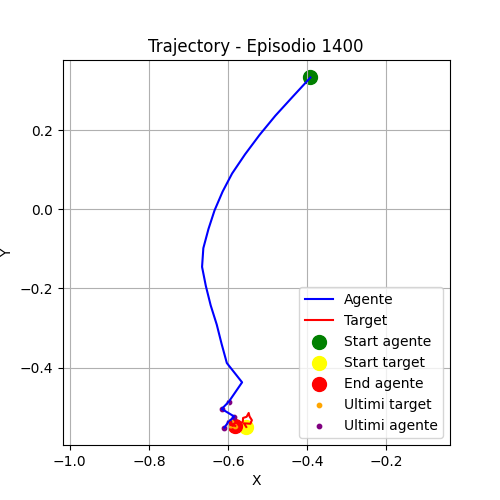 Trajectory - Episodio 1400
Y
0.2
0.0
−0.2
−0.4
−1.0
−0.8
−0.6
−0.4
−0.2
X
Agente
Target
Start agente
Start target
End agente
Ultimi target
Ultimi agente